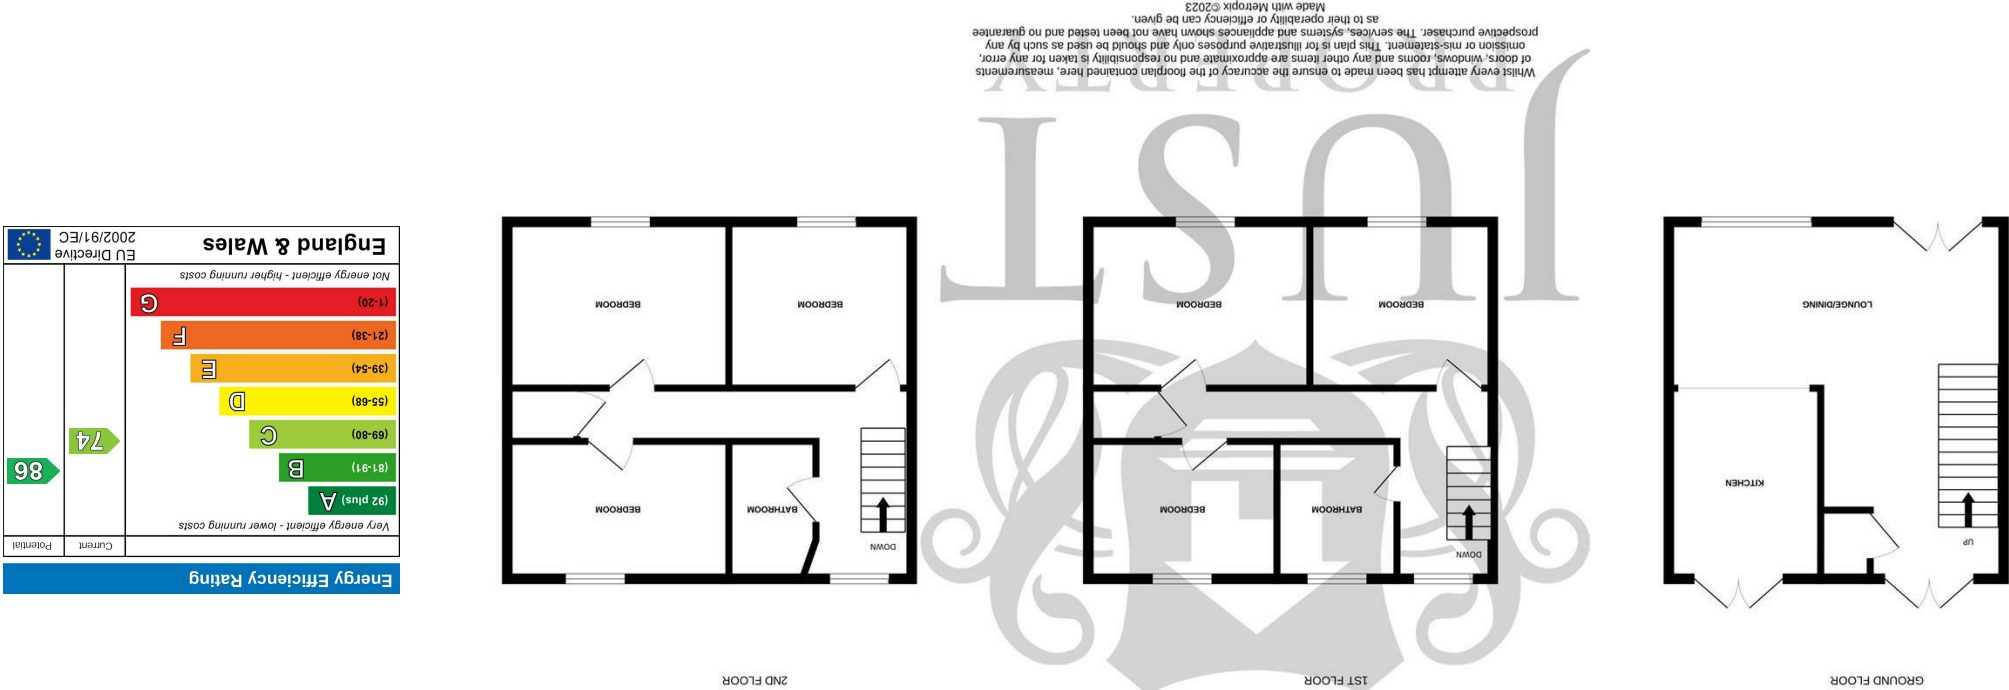 GROUND FLOOR
1ST FLOOR
2ND FLOOR
UP
KITCHEN
LOUNGE/DINING
DOWN
BATHROOM
BEDROOM
BEDROOM
BEDROOM
DOWN
BATHROOM
BEDROOM
BEDROOM
BEDROOM
JUST
PROPERTY
Whilst every attempt has been made to ensure the accuracy of the floorplan contained here, measurements
of doors, windows, rooms and any other items are approximate and no responsibility is taken for any error,
omission or mis-statement. This plan is for illustrative purposes only and should be used as such by any
prospective purchaser. The services, systems and appliances shown have not been tested and no guarantee
as to their operability or efficiency can be given.
Made with Metropix ©2023
Energy Efficiency Rating
Current Potential
Very energy efficient - lower running costs
(92 plus) A
(81-91) B
(69-80) C
(55-68) D
(39-54) E
(21-38) F
(1-20) G
74
86
Not energy efficient - higher running costs
England & Wales
EU Directive
2002/91/EC